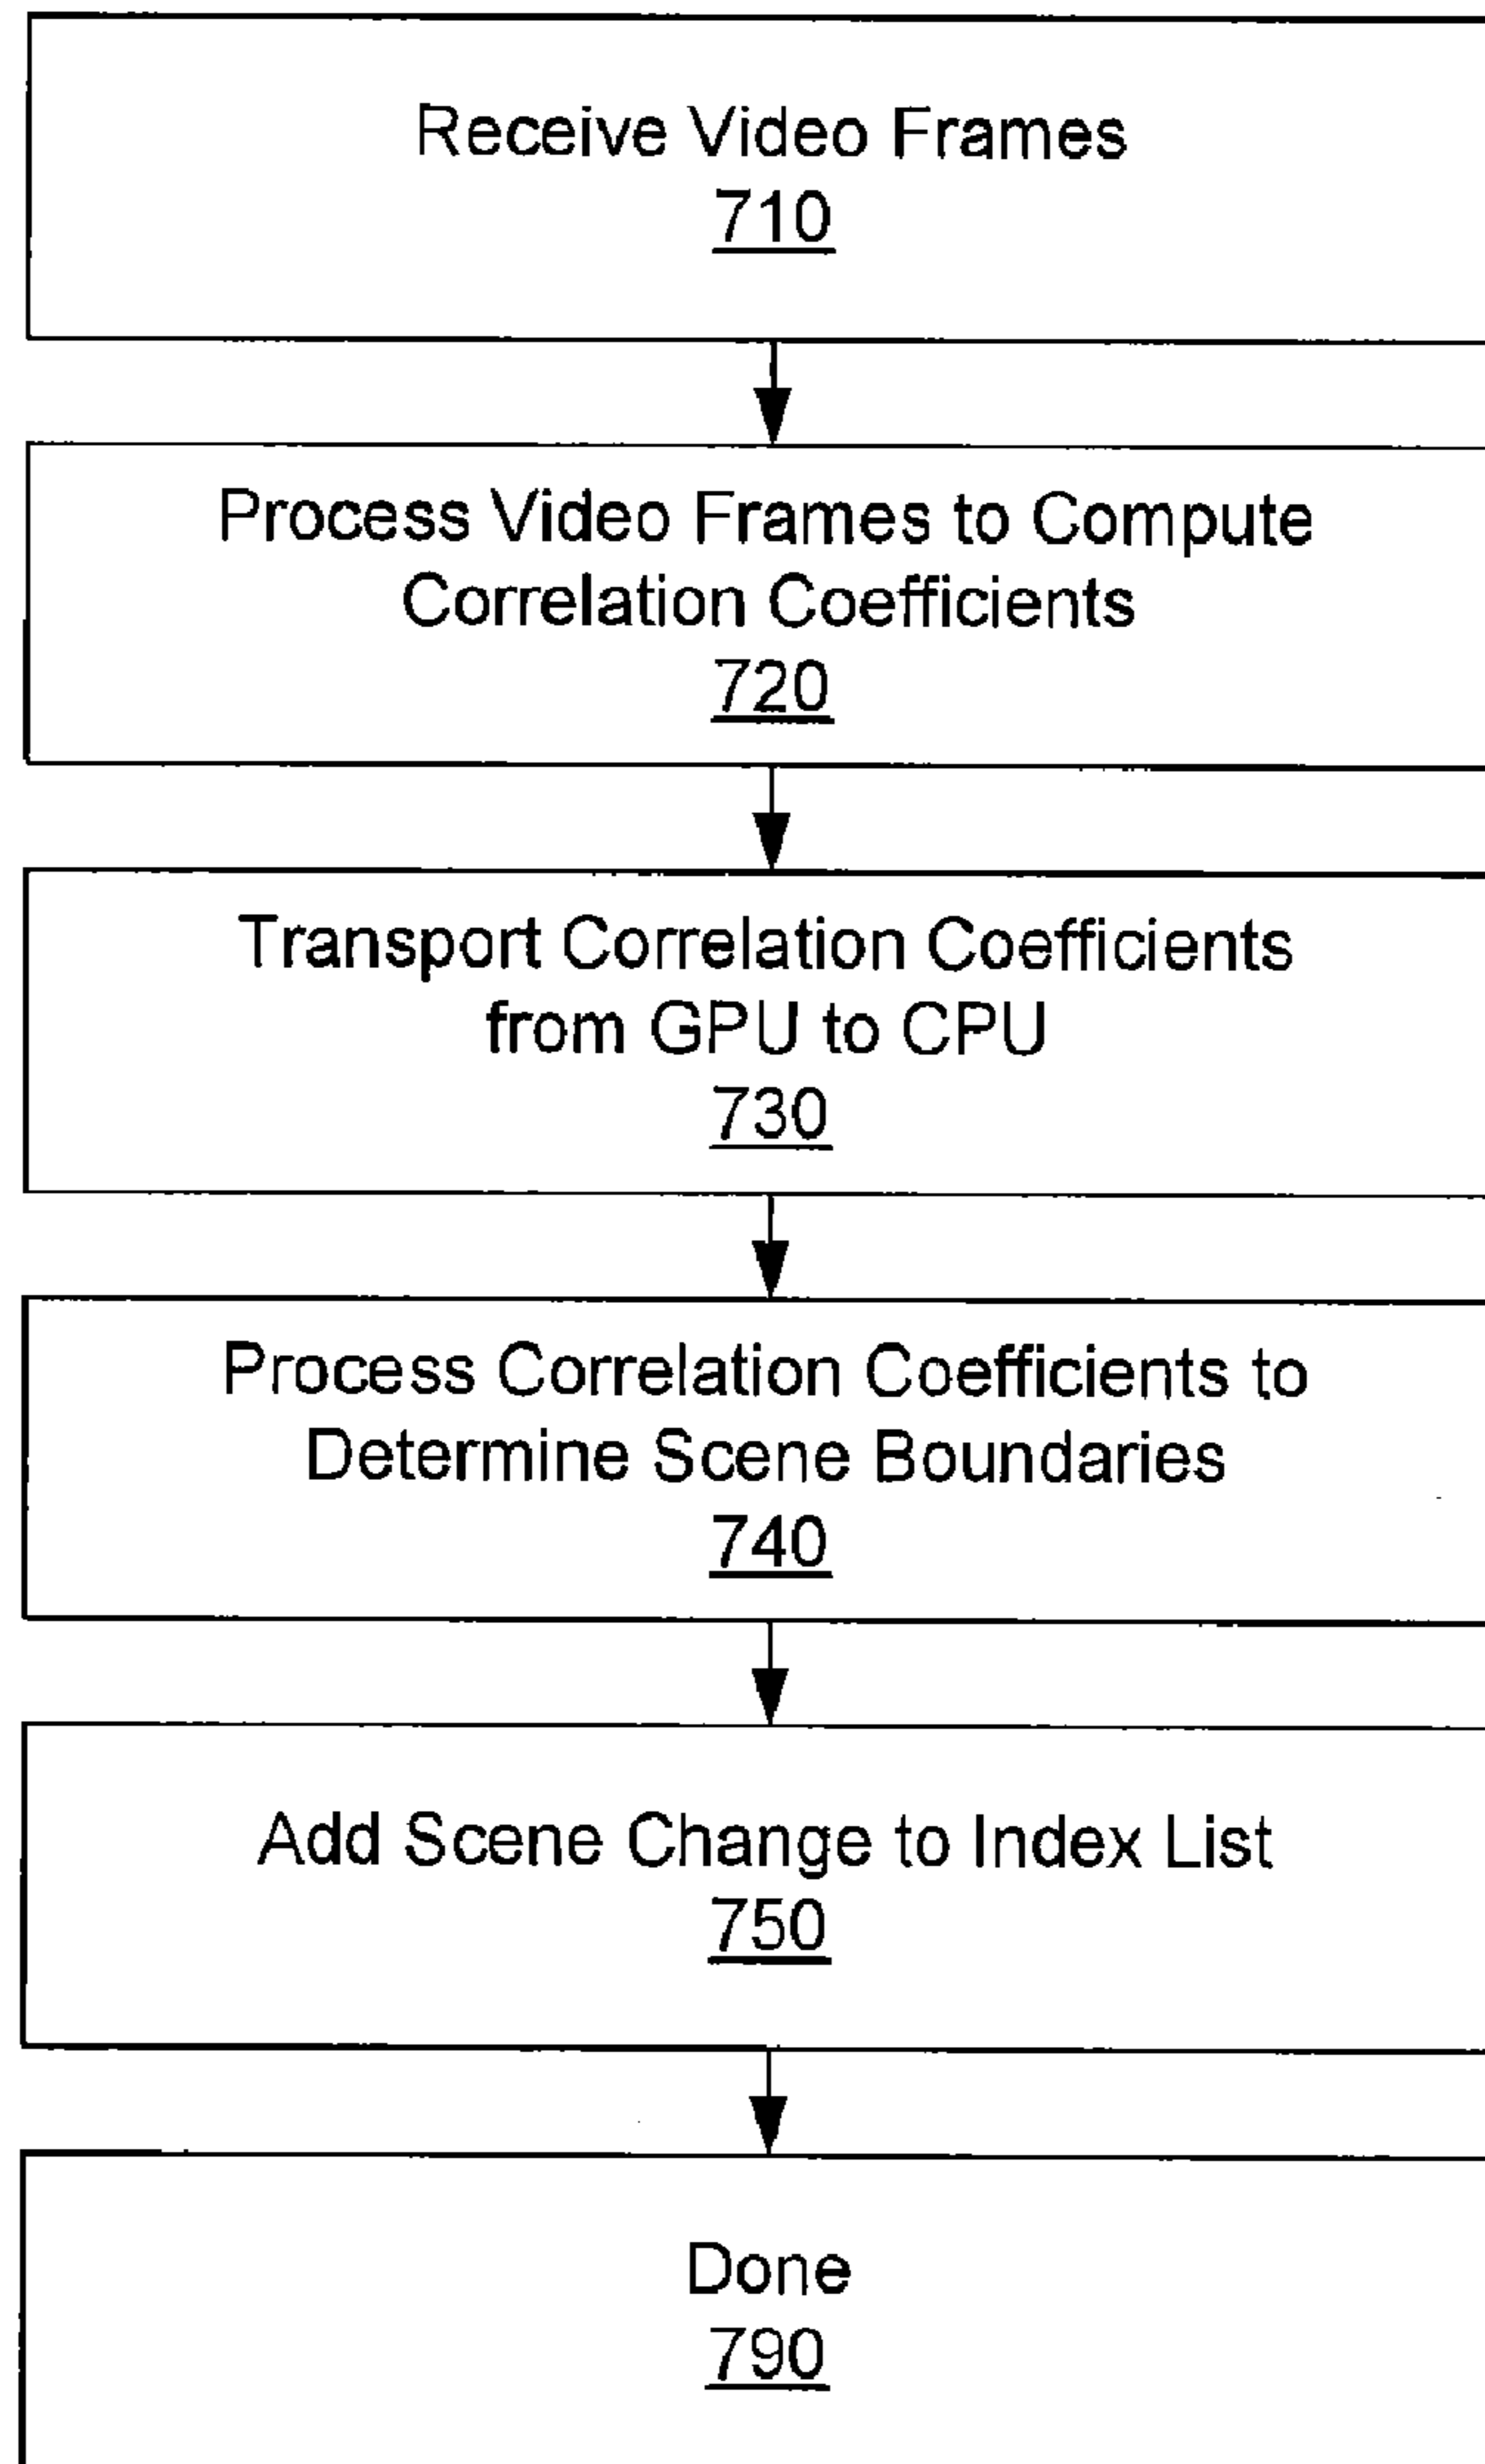 Receive Video Frames
710
Process Video Frames to Compute
Correlation Coefficients
720
Transport Correlation Coefficients
from GPU to CPU
730
Process Correlation Coefficients to
Determine Scene Boundaries
740
Add Scene Change to Index List
750
Done
790